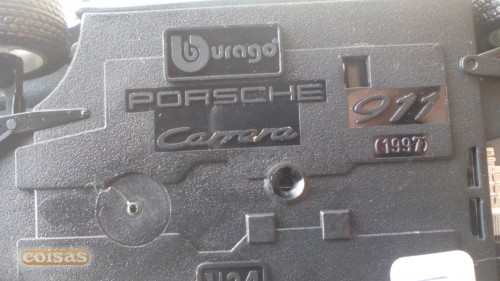 burago
PORSCHE
Carrera
911
(1997)
coisas